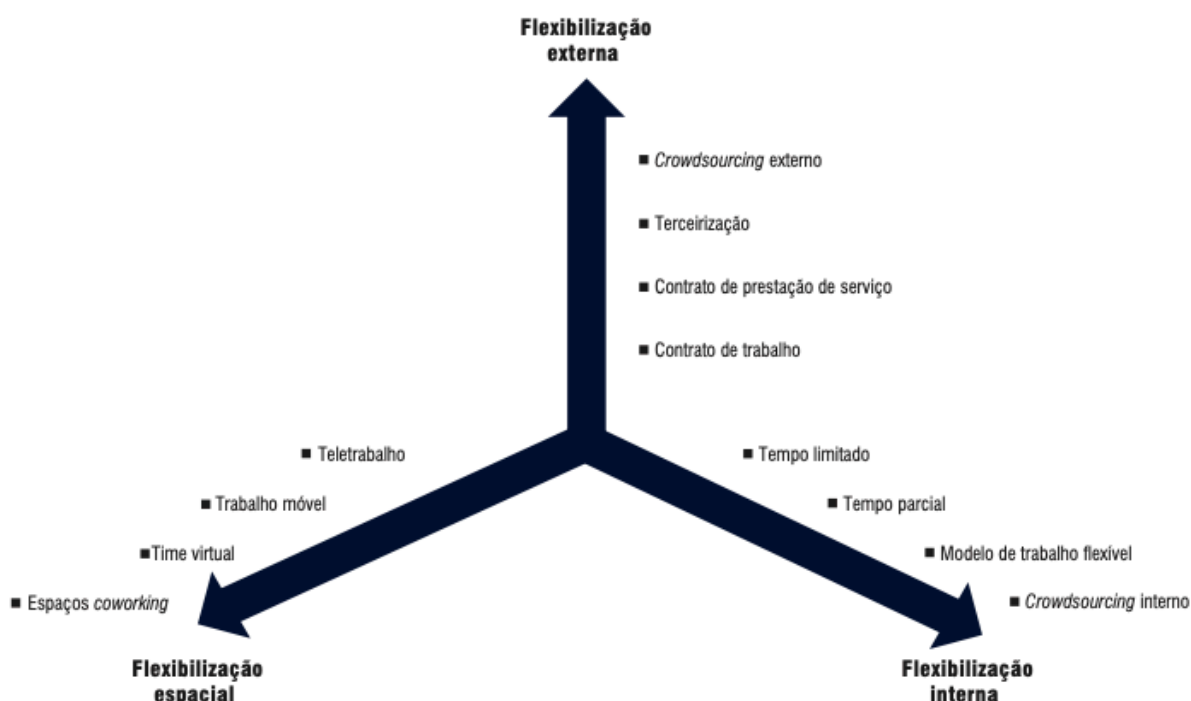 Flexibilização
externa
■ Crowdsourcing externo
■ Terceirização
■ Contrato de prestação de serviço
■ Contrato de trabalho
■ Teletrabalho
■ Trabalho móvel
■Time virtual
■ Espaços coworking
Flexibilização
espacial
■ Tempo limitado
■ Tempo parcial
■ Modelo de trabalho flexível
■ Crowdsourcing interno
Flexibilização
interna